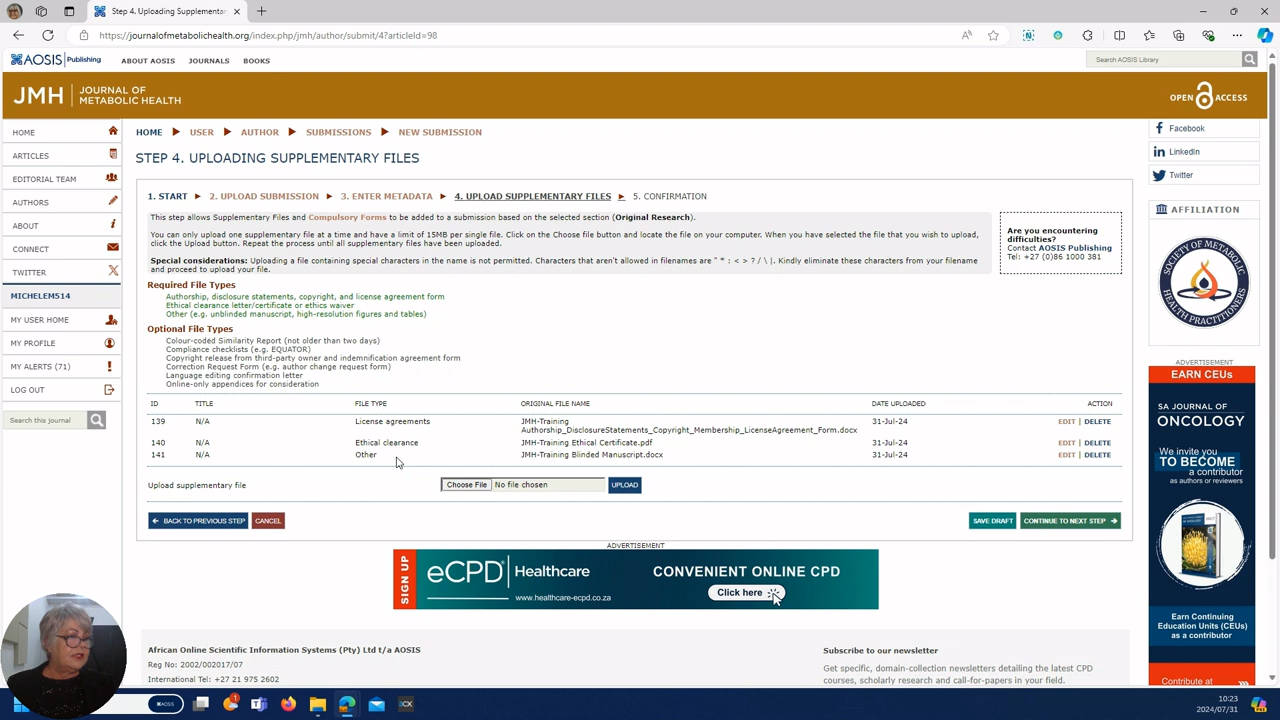 Step 4. Uploading Supplementary F
https://journalofmetabolichealth.org/index.php/jmh/author/submit/4?articleId=98
AOSIS Publishing
ABOUT AOSIS
JOURNALS
BOOKS
Search AOSIS Library
JMH
JOURNAL OF
METABOLIC HEALTH
OPEN ACCESS
HOME
ARTICLES
EDITORIAL TEAM
AUTHORS
ABOUT
CONNECT
TWITTER
MICHELEM514
MY USER HOME
MY PROFILE
MY ALERTS (71)
LOG OUT
Search this journal
HOME USER AUTHOR SUBMISSIONS NEW SUBMISSION
STEP 4. UPLOADING SUPPLEMENTARY FILES
1. START 2. UPLOAD SUBMISSION 3. ENTER METADATA 4. UPLOAD SUPPLEMENTARY FILES 5. CONFIRMATION
This step allows Supplementary Files and Compulsory Forms to be added to a submission based on the selected section (Original Research).
You can only upload one supplementary file at a time and have a limit of 15MB per single file. Click on the Choose file button and locate the file on your computer. When you have selected the file that you wish to upload,
click the Upload button. Repeat the process until all supplementary files have been uploaded.
Special considerations: Uploading a file containing special characters in the name is not permitted. Characters that aren't allowed in filenames are " * : < > ? / \ |. Kindly eliminate these characters from your filename
and proceed to upload your file.
Are you encountering
difficulties?
Contact AOSIS Publishing
Tel: +27 (0)86 1000 381
Required File Types
Authorship, disclosure statements, copyright, and license agreement form
Ethical clearance letter/certificate or ethics waiver
Other (e.g. unblinded manuscript, high-resolution figures and tables)
Optional File Types
Colour-coded Similarity Report (not older than two days)
Compliance checklists (e.g. EQUATOR)
Copyright release from third-party owner and indemnification agreement form
Correction Request Form (e.g. author change request form)
Language editing confirmation letter
Online-only appendices for consideration
ID TITLE FILE TYPE ORIGINAL FILE NAME DATE UPLOADED ACTION
139 N/A License agreements JMH-Training 31-Jul-24 EDIT | DELETE
Authorship_DisclosureStatements_Copyright_Membership_LicenseAgreement_Form.docx
140 N/A Ethical clearance JMH-Training Ethical Certificate.pdf 31-Jul-24 EDIT | DELETE
141 N/A Other JMH-Training Blinded Manuscript.docx 31-Jul-24 EDIT | DELETE
Upload supplementary file Choose File No file chosen UPLOAD
BACK TO PREVIOUS STEP CANCEL SAVE DRAFT CONTINUE TO NEXT STEP
ADVERTISEMENT
SIGN UP
eCPD Healthcare
www.healthcare-ecpd.co.za
CONVENIENT ONLINE CPD
Click here
African Online Scientific Information Systems (Pty) Ltd t/a AOSIS
Reg No: 2002/002017/07
International Tel: +27 21 975 2602
Subscribe to our newsletter
Get specific, domain-collection newsletters detailing the latest CPD
courses, scholarly research and call-for-papers in your field.
Facebook
LinkedIn
Twitter
AFFILIATION
SOCIETY OF METABOLIC
HEALTH PRACTITIONERS
ADVERTISEMENT
EARN CEUs
SA JOURNAL OF
ONCOLOGY
We invite you
TO BECOME
a contributor
as authors or reviewers
Earn Continuing
Education Units (CEUs)
as a contributor
Contribute at
AOSIS
10:23
2024/07/31